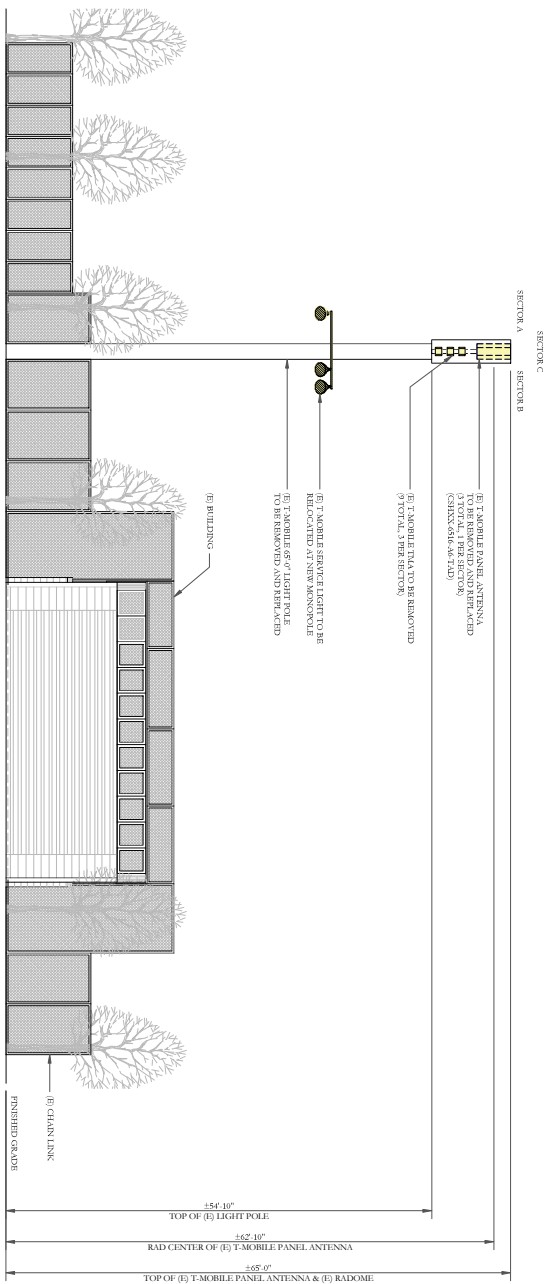 SECTOR C
SECTOR A
SECTOR B
(E) T-MOBILE PANEL ANTENNA
TO BE REMOVED AND REPLACED
(3 TOTAL, 1 PER SECTOR)
(CSHXX-6516-A6-TAD)
(E) T-MOBILE TMA TO BE REMOVED
(9 TOTAL, 3 PER SECTOR)
(E) T-MOBILE SERVICE LIGHT TO BE
RELOCATED AT NEW MONOPOLE
(E) T-MOBILE 65'-0" LIGHT POLE
TO BE REMOVED AND REPLACED
(E) BUILDING
(E) CHAIN LINK
FINISHED GRADE
±54'-10"
TOP OF (E) LIGHT POLE
±62'-10"
RAD CENTER OF (E) T-MOBILE PANEL ANTENNA
±65'-0"
TOP OF (E) T-MOBILE PANEL ANTENNA & (E) RADOME